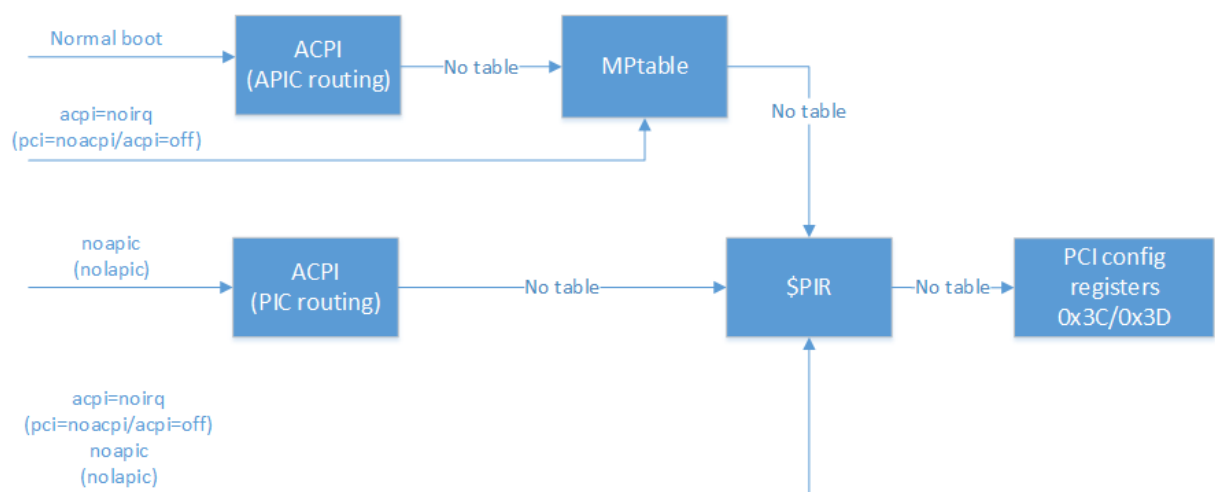 Normal boot
ACPI
(APIC routing)
No table
MPtable
acpi=noirq
(pci=noacpi/acpi=off)
No table
noapic
(nolapic)
ACPI
(PIC routing)
No table
$PIR
No table
PCI config
registers
0x3C/0x3D
acpi=noirq
(pci=noacpi/acpi=off)
noapic
(nolapic)